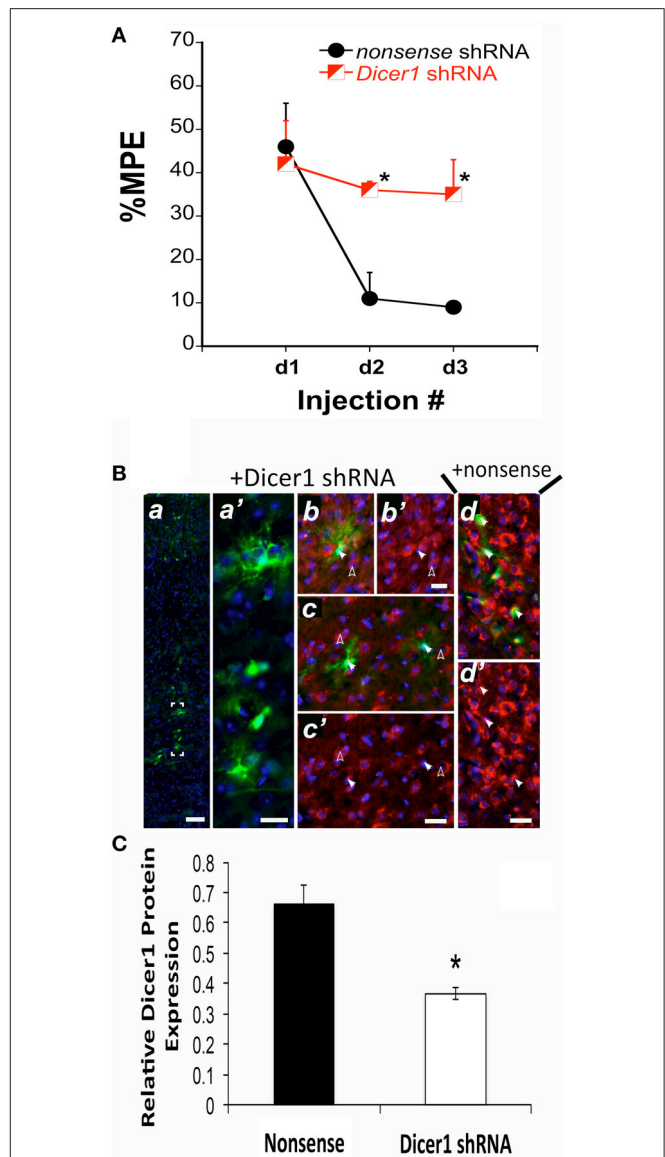 A
70
nonsense shRNA
Dicer1 shRNA
60
50
40
*
*
30
20
10
0
%MPE
d1 d2 d3
Injection #
B
+Dicer1 shRNA
+nonsense
a
a'
b
b'
d
c
c'
d'
C
0.8
0.7
0.6
0.5
0.4
0.3
0.2
0.1
0
*
Relative Dicer1 Protein
Expression
Nonsense Dicer1 shRNA